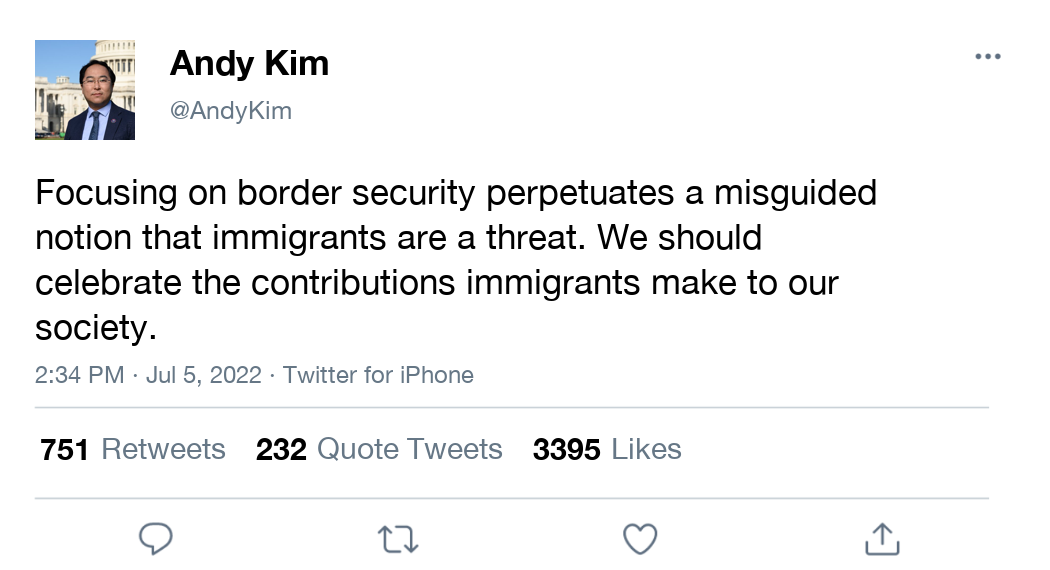 Andy Kim
@AndyKim
Focusing on border security perpetuates a misguided
notion that immigrants are a threat. We should
celebrate the contributions immigrants make to our
society.
2:34 PM · Jul 5, 2022 · Twitter for iPhone
751 Retweets 232 Quote Tweets 3395 Likes